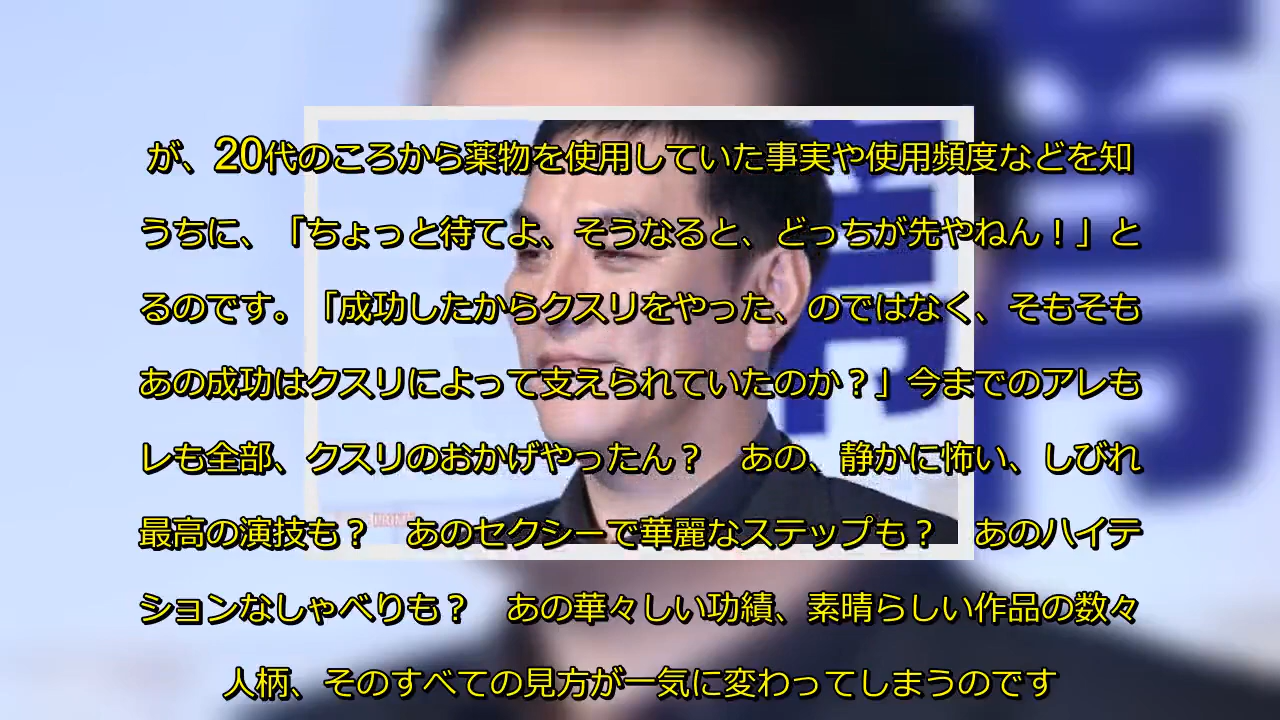 が、20代のころから薬物を使用していた事実や使用頻度などを知
うちに、「ちょっと待てよ、そうなると、どっちが先やねん！」と
るのです。「成功したからクスリをやった、のではなく、そもそも
あの成功はクスリによって支えられていたのか？」今までのアレも
レも全部、クスリのおかげやったん？　あの、静かに怖い、しびれ
最高の演技も？　あのセクシーで華麗なステップも？　あのハイテ
ションなしゃべりも？　あの華々しい功績、素晴らしい作品の数々
人柄、そのすべての見方が一気に変わってしまうのです